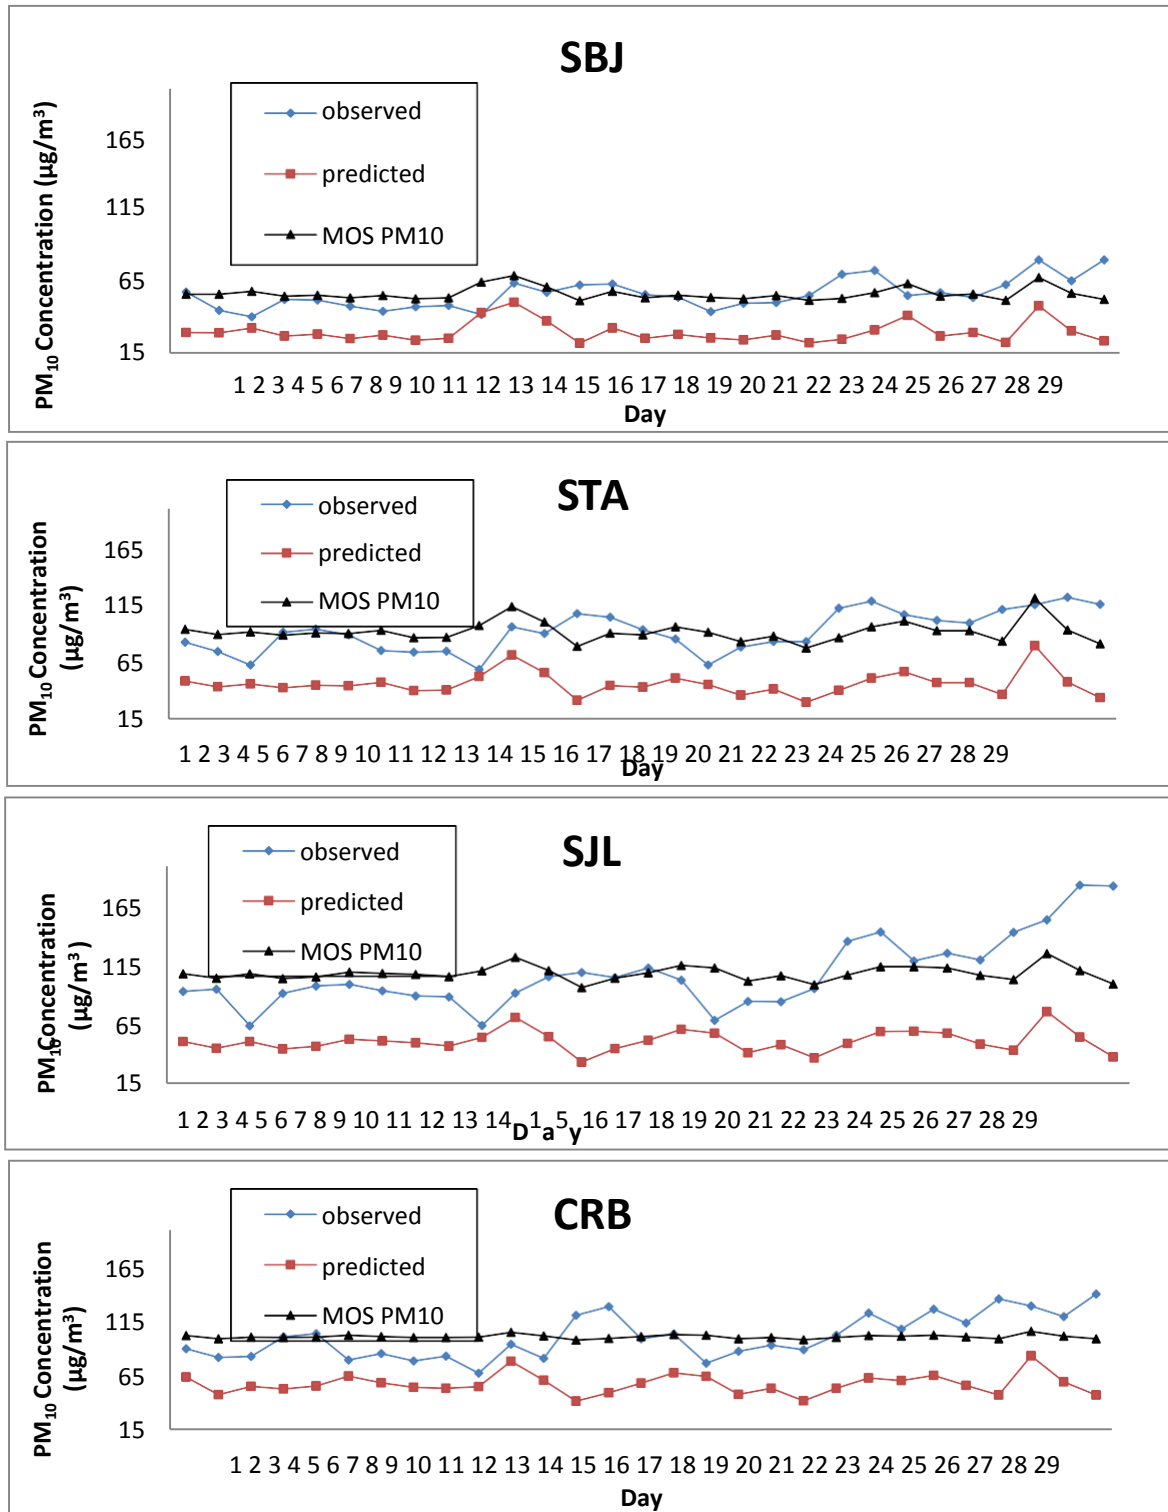 SBJ
observed
predicted
MOS PM10
PM₁₀ Concentration (µg/m³)
165
115
65
15
1 2 3 4 5 6 7 8 9 10 11 12 13 14 15 16 17 18 19 20 21 22 23 24 25 26 27 28 29
Day
STA
observed
predicted
MOS PM10
PM₁₀ Concentration
(µg/m³)
165
115
65
15
1 2 3 4 5 6 7 8 9 10 11 12 13 14 15 16 17 18 19 20 21 22 23 24 25 26 27 28 29
Day
SJL
observed
predicted
MOS PM10
PM₁₀ Concentration
(µg/m³ )
165
115
65
15
1 2 3 4 5 6 7 8 9 10 11 12 13 14 15 16 17 18 19 20 21 22 23 24 25 26 27 28 29
Day
CRB
observed
predicted
MOS PM10
PM₁₀ Concentration
(µg/m³)
165
115
65
15
1 2 3 4 5 6 7 8 9 10 11 12 13 14 15 16 17 18 19 20 21 22 23 24 25 26 27 28 29
Day